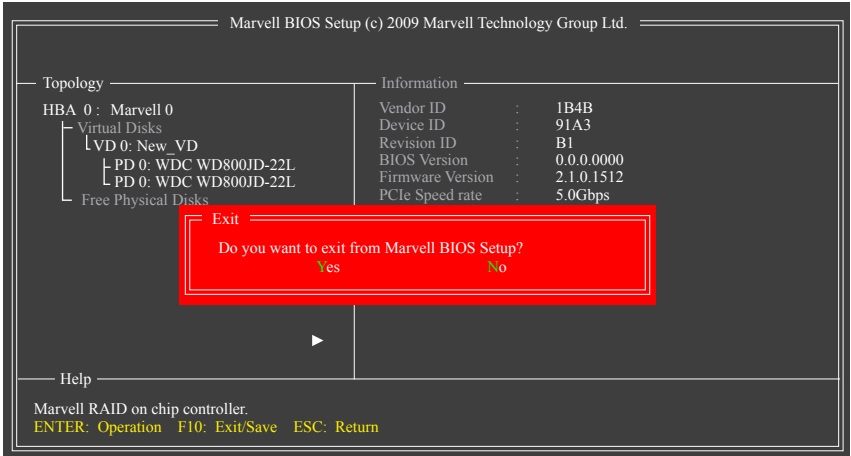 Marvell BIOS Setup (c) 2009 Marvell Technology Group Ltd.
Topology
HBA 0 : Marvell 0
Virtual Disks
VD 0: New_VD
PD 0: WDC WD800JD-22L
PD 0: WDC WD800JD-22L
Free Physical Disks
Information
Vendor ID : 1B4B
Device ID : 91A3
Revision ID : B1
BIOS Version : 0.0.0.0000
Firmware Version : 2.1.0.1512
PCIe Speed rate : 5.0Gbps
Exit
Do you want to exit from Marvell BIOS Setup?
Yes No
Help
Marvell RAID on chip controller.
ENTER: Operation F10: Exit/Save ESC: Return